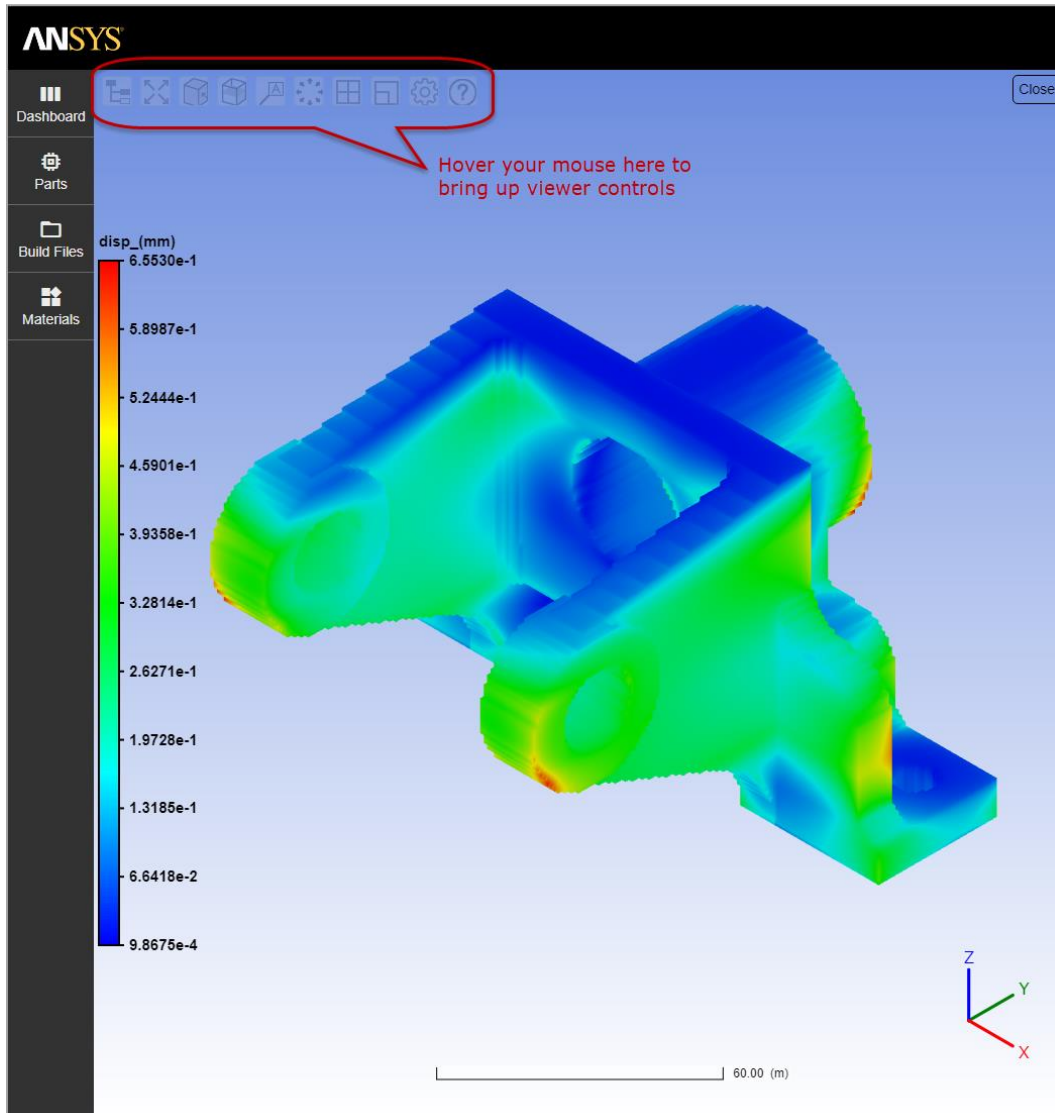 ANSYS
Close
Dashboard
Parts
Build Files
Materials
A
?
Hover your mouse here to
bring up viewer controls
disp_(mm)
6.5530e-1
5.8987e-1
5.2444e-1
4.5901e-1
3.9358e-1
3.2814e-1
2.6271e-1
1.9728e-1
1.3185e-1
6.6418e-2
9.8675e-4
Z
Y
X
60.00 (m)